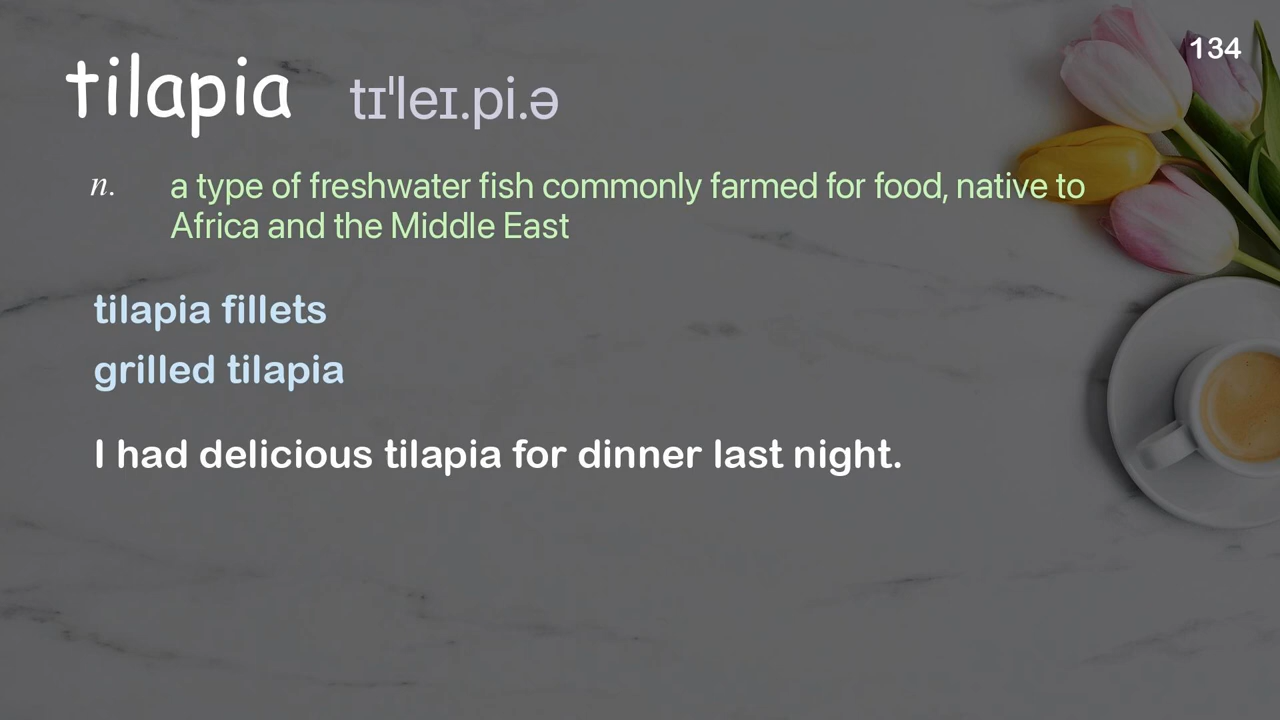 134
tilapia tɪˈleɪ.pi.ə
n. a type of freshwater fish commonly farmed for food, native to
Africa and the Middle East
tilapia fillets
grilled tilapia
I had delicious tilapia for dinner last night.